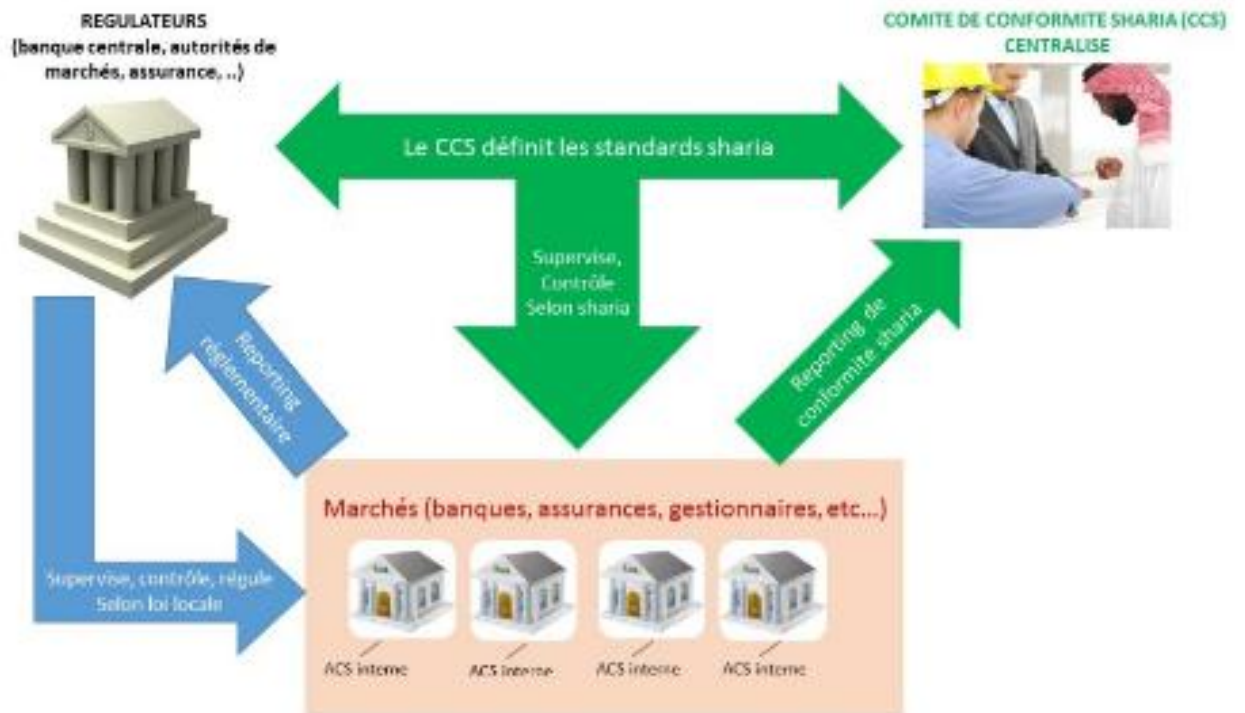 REGULATEURS
(banque centrale, autorités de
marchés, assurance, ..)
COMITE DE CONFORMITE SHARIA (CCS)
CENTRALISE
Le CCS définit les standards sharia
Supervise,
Contrôle
Selon sharia
Reporting
réglementaire
Reporting de
conformite sharia
Marchés (banques, assurances, gestionnaires, etc...)
Supervise, contrôle, régule
Selon loi locale
ACS interne
ACS interne
ACS interne
ACS interne